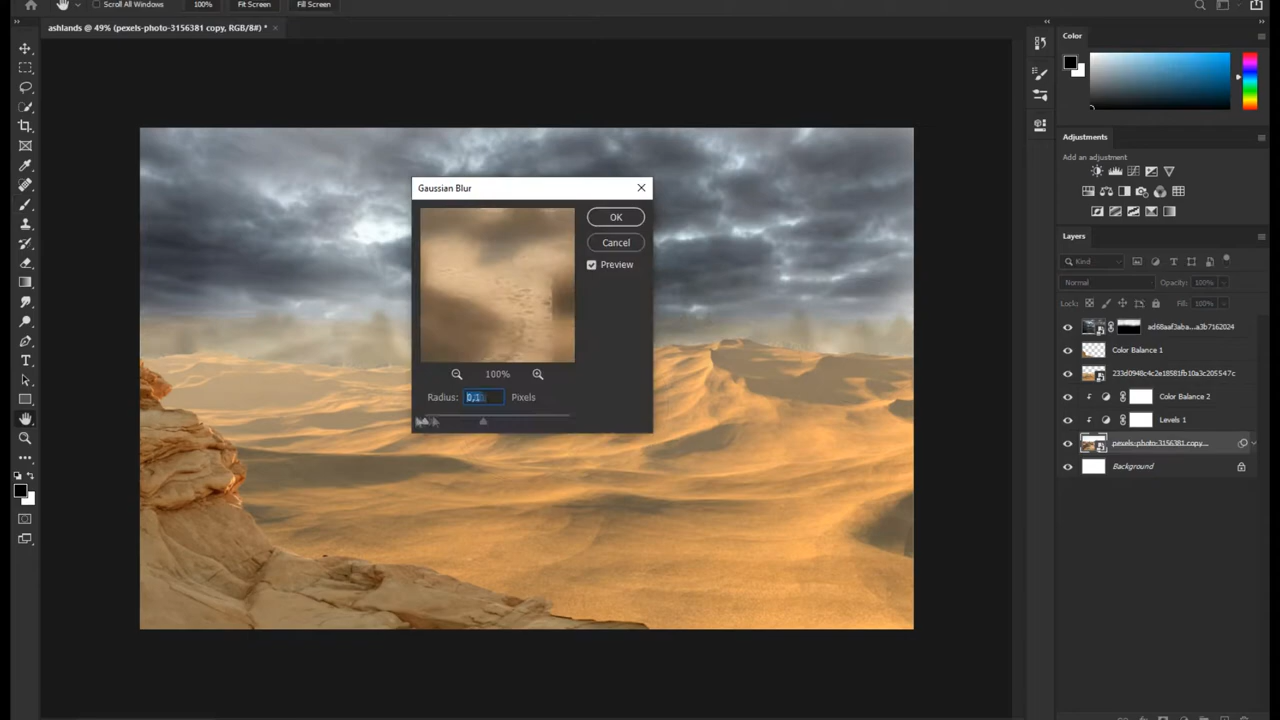 Scroll All Windows 100% Fit Screen Fill Screen
ashlands @ 49% (pexels-photo-3156381 copy, RGB/8#) *
Color
Gaussian Blur
OK
Cancel
Preview
100%
Radius: 0,1 Pixels
Adjustments
Add an adjustment
Layers
Kind
Normal Opacity: 100%
Lock: Fill: 100%
ad68aaf3aba...a3b7162024
Color Balance 1
233d0948c4c2e18581fb10a3c205547c
Color Balance 2
Levels 1
pexels-photo-3156381 copy...
Background